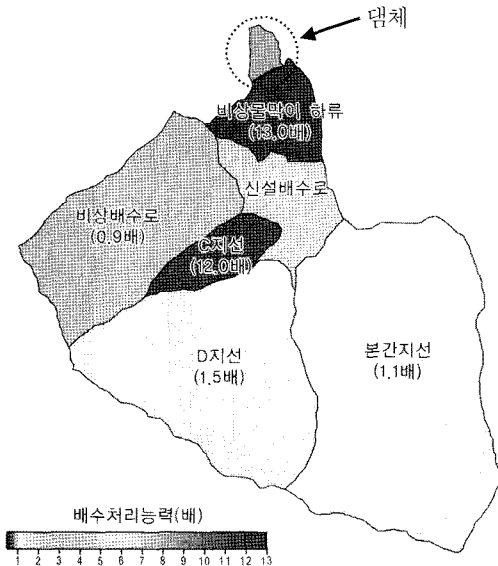 댐체
비상물막이 하류
(13.0배)
신설배수로
비상배수로
(0.9배)
C지선
(12.0배)
D지선
(1.5배)
본간지선
(1.1배)
배수처리능력(배)
1 2 3 4 5 6 7 8 9 10 11 12 13